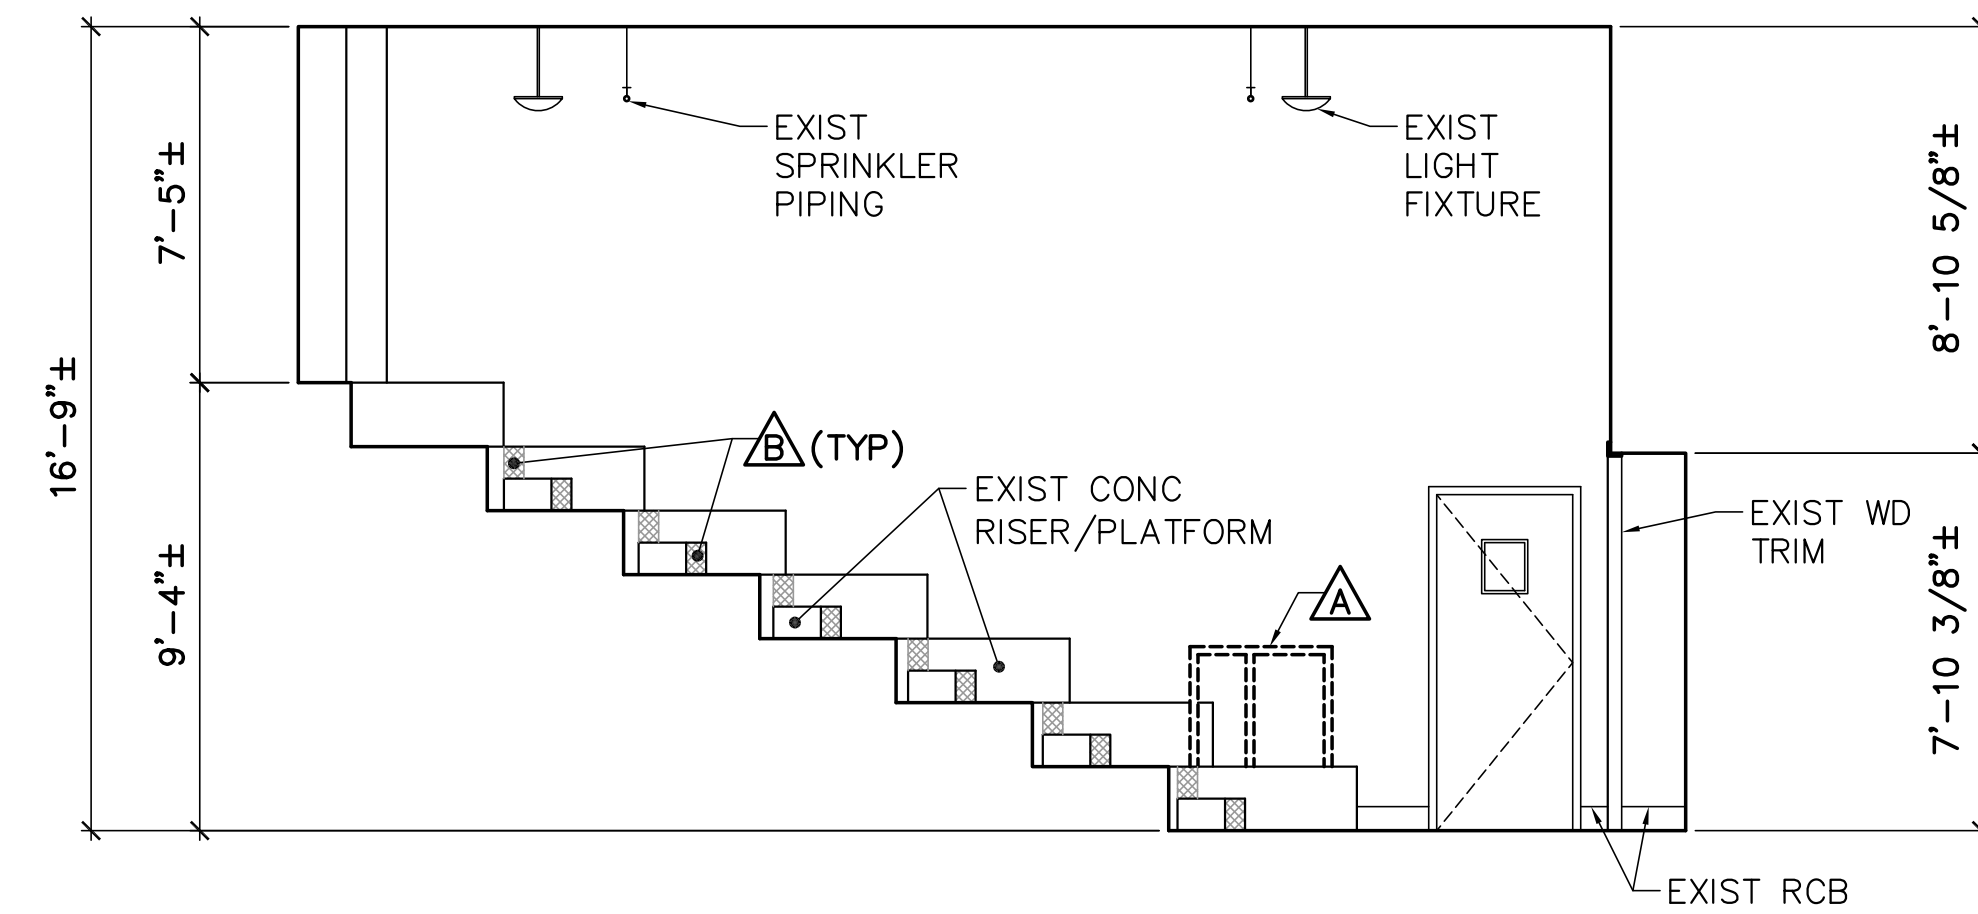 16'-9"±
7'-5"±
9'-4"±
EXIST
SPRINKLER
PIPING
EXIST
LIGHT
FIXTURE
8'-10 5/8"±
B (TYP)
EXIST CONC
RISER/PLATFORM
A
EXIST WD
TRIM
7'-10 3/8"±
EXIST RCB